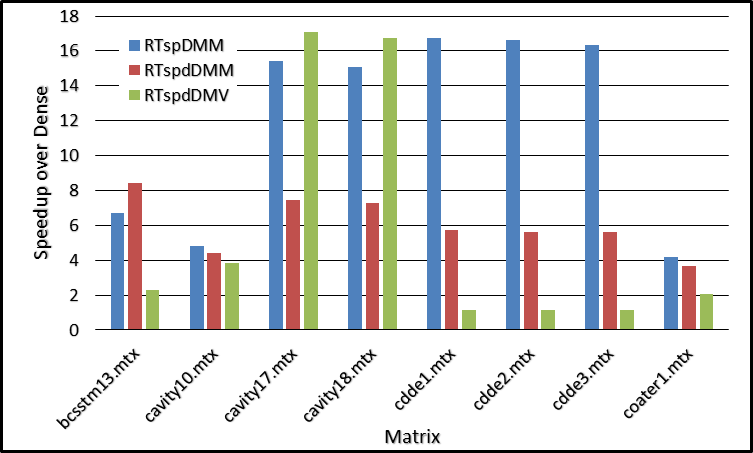 18
16
14
12
10
8
6
4
2
0
Speedup over Dense
RTspDMM
RTspdDMM
RTspdDMV
bcsstm13.mtx
cavity10.mtx
cavity17.mtx
cavity18.mtx
cdde1.mtx
cdde2.mtx
cdde3.mtx
coater1.mtx
Matrix